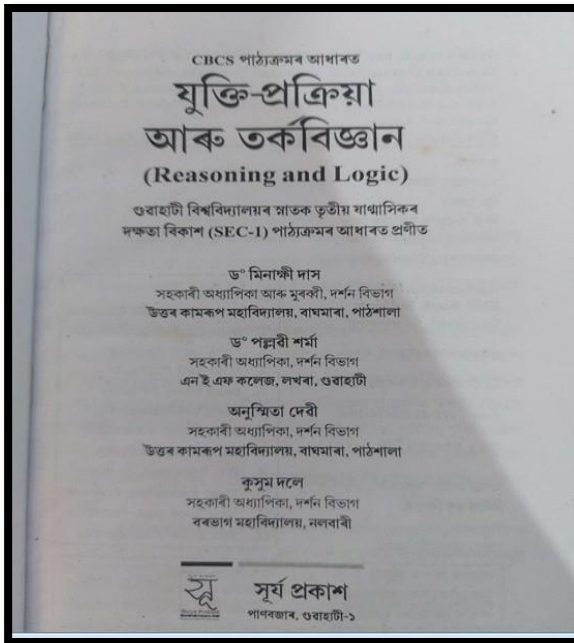 CBCS পাঠ্যক্ৰমৰ আধাৰত
যুক্তি-প্ৰক্ৰিয়া
আৰু তৰ্কবিজ্ঞান
(Reasoning and Logic)
গুৱাহাটী বিশ্ববিদ্যালয়ৰ স্নাতক তৃতীয় ষাণ্মাসিকৰ
দক্ষতা বিকাশ (SEC-1) পাঠ্যক্ৰমৰ আধাৰত প্ৰণীত
ড° মিনাক্ষী দাস
সহকাৰী অধ্যাপিকা আৰু মুৰব্বী, দৰ্শন বিভাগ
উত্তৰ কামৰূপ মহাবিদ্যালয়, বাঘমাৰা, পাঠশালা
ড° পল্লৱী শৰ্মা
সহকাৰী অধ্যাপিকা, দৰ্শন বিভাগ
এন ই এফ কলেজ, লখৰা, গুৱাহাটী
অনুস্মিতা দেৱী
সহকাৰী অধ্যাপিকা, দৰ্শন বিভাগ
উত্তৰ কামৰূপ মহাবিদ্যালয়, বাঘমাৰা, পাঠশালা
কুসুম দলে
সহকাৰী অধ্যাপিকা, দৰ্শন বিভাগ
বৰভাগ মহাবিদ্যালয়, নলবাৰী
সূ
সূৰ্য প্ৰকাশ
পাণবজাৰ, গুৱাহাটী-১